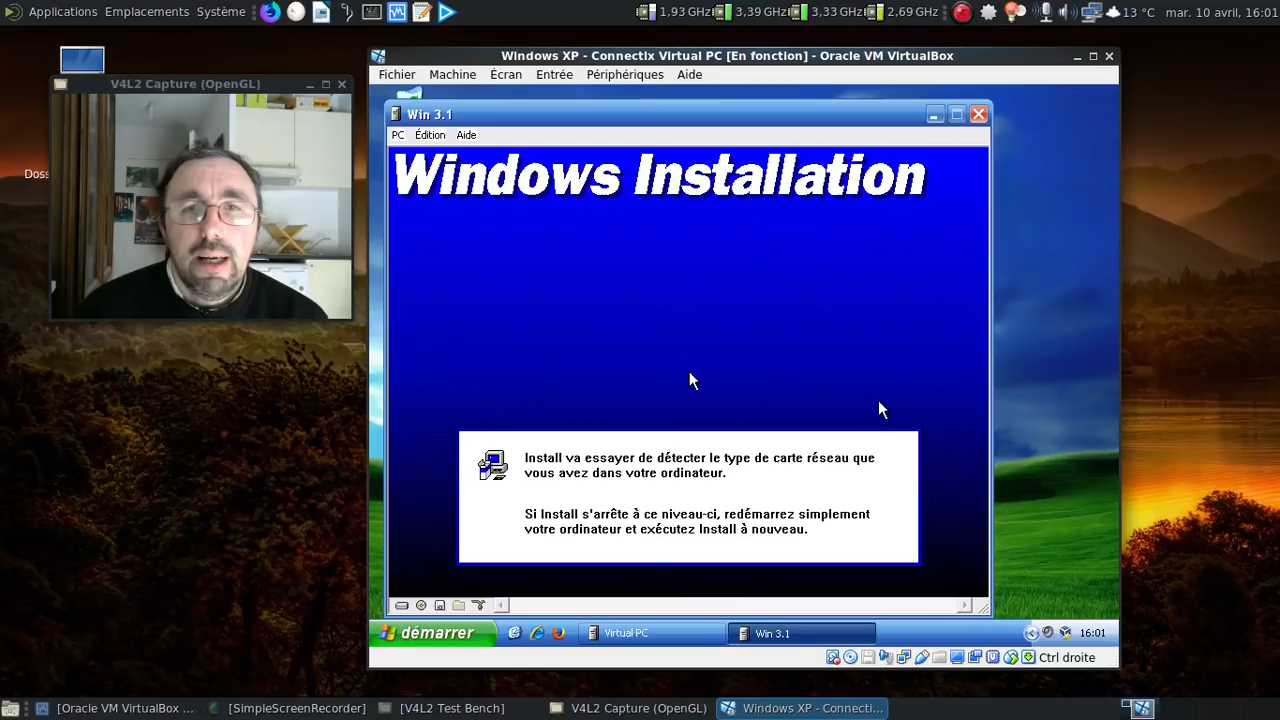 Applications Emplacements Système
1,93 GHz 3,39 GHz 3,33 GHz 2,69 GHz
13 °C mar. 10 avril, 16:01
Windows XP - Connectix Virtual PC [En fonction] - Oracle VM VirtualBox
Fichier Machine Écran Entrée Périphériques Aide
V4L2 Capture (OpenGL)
Doss
Win 3.1
PC Édition Aide
Windows Installation
Install va essayer de détecter le type de carte réseau que
vous avez dans votre ordinateur.
Si Install s'arrête à ce niveau-ci, redémarrez simplement
votre ordinateur et exécutez Install à nouveau.
démarrer Virtual PC Win 3.1 16:01
Ctrl droite
[Oracle VM VirtualBox ... [SimpleScreenRecorder] [V4L2 Test Bench] V4L2 Capture (OpenGL) Windows XP - Connecti...